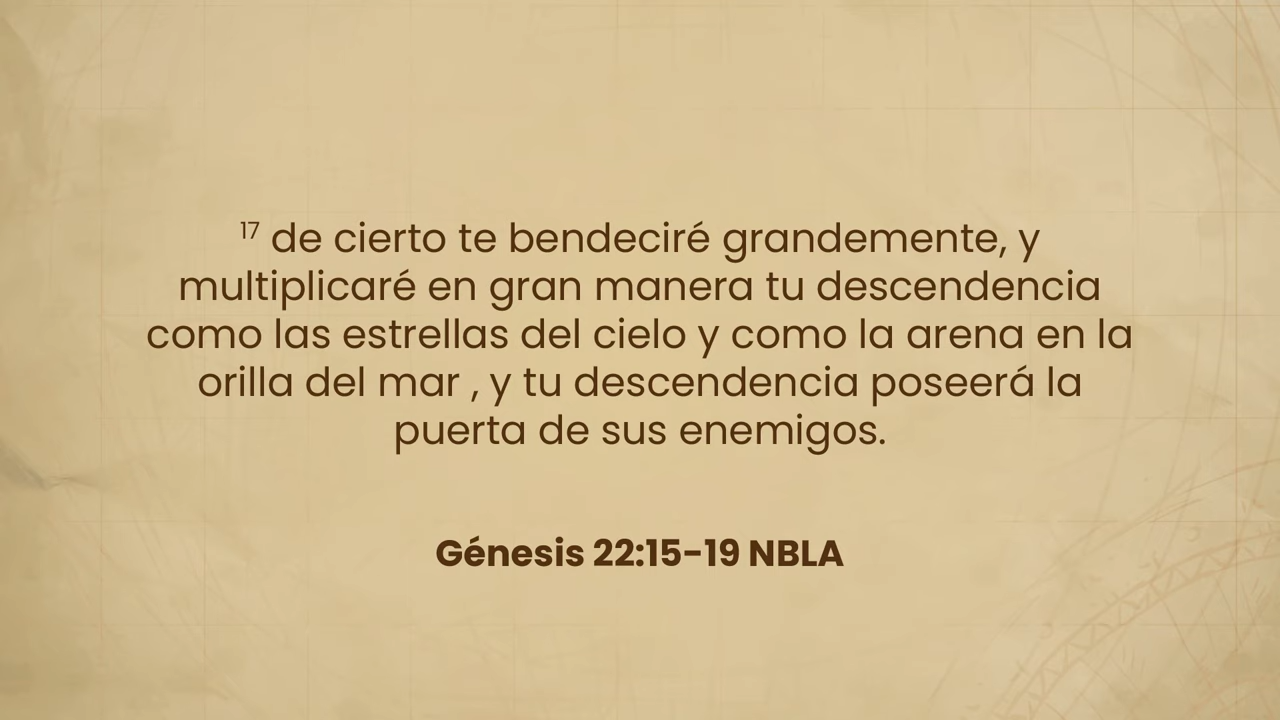 17 de cierto te bendeciré grandemente, y
multiplicaré en gran manera tu descendencia
como las estrellas del cielo y como la arena en la
orilla del mar , y tu descendencia poseerá la
puerta de sus enemigos.
Génesis 22:15-19 NBLA